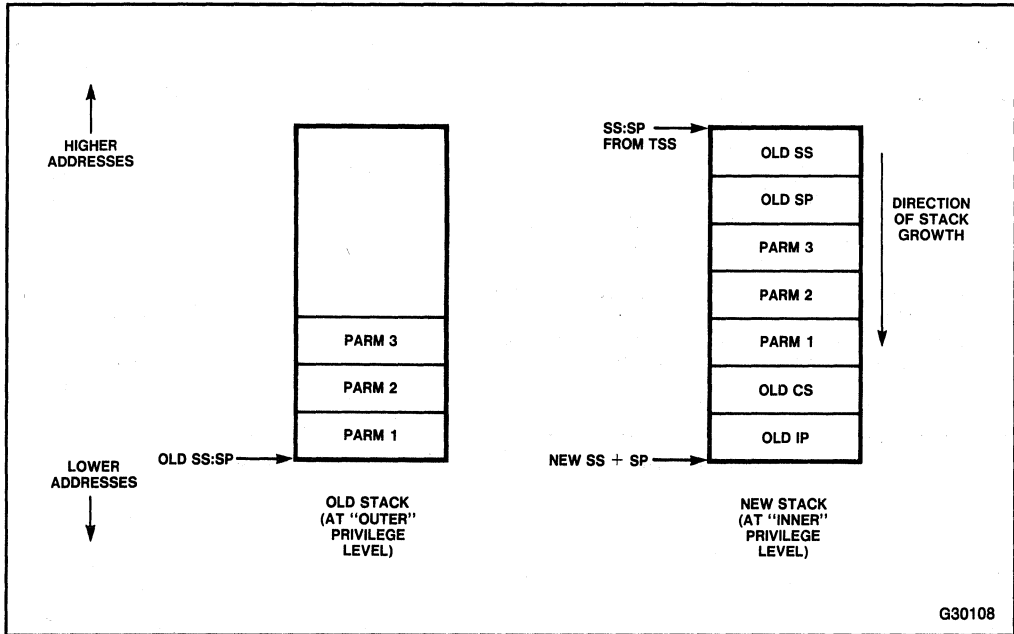 HIGHER
ADDRESSES
LOWER
ADDRESSES
PARM 3
PARM 2
PARM 1
OLD SS:SP
OLD STACK
(AT "OUTER"
PRIVILEGE
LEVEL)
SS:SP
FROM TSS
OLD SS
OLD SP
PARM 3
PARM 2
PARM 1
OLD CS
OLD IP
NEW SS + SP
NEW STACK
(AT "INNER"
PRIVILEGE
LEVEL)
DIRECTION
OF STACK
GROWTH
G30108